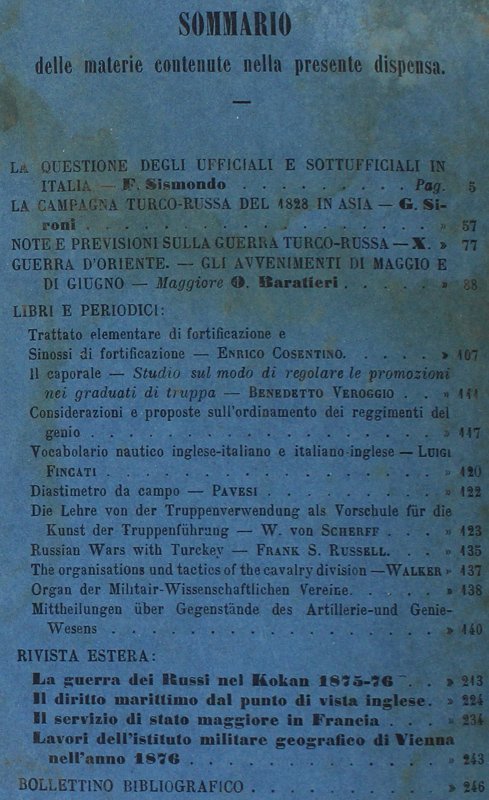 SOMMARIO
delle materie contenute nella presente dispensa.
—
LA QUESTIONE DEGLI UFFICIALI E SOTTUFFICIALI IN
ITALIA — F. Sismondo . . . . . . . . . Pag. 5
LA CAMPAGNA TURCO-RUSSA DEL 1828 IN ASIA — G. Si-
roni . . . . . . . . . . . . . . . » 57
NOTE E PREVISIONI SULLA GUERRA TURCO-RUSSA — X. » 77
GUERRA D'ORIENTE. — GLI AVVENIMENTI DI MAGGIO E
DI GIUGNO — Maggiore O. Baratieri . . . . . » 88
LIBRI E PERIODICI:
Trattato elementare di fortificazione e
Sinossi di fortificazione — ENRICO COSENTINO. . . . . » 107
Il caporale — Studio sul modo di regolare le promozioni
nei graduati di truppa — BENEDETTO VEROGGIO . . » 111
Considerazioni e proposte sull'ordinamento dei reggimenti del
genio . . . . . . . . . . . . . . » 117
Vocabolario nautico inglese-italiano e italiano-inglese — LUIGI
FINCATI . . . . . . . . . . . . . » 120
Diastimetro da campo — PAVESI . . . . . . . . » 122
Die Lehre von der Truppenverwendung als Vorschule für die
Kunst der Truppenführung — W. von SCHERFF . . . » 123
Russian Wars with Turckey — FRANK S. RUSSELL. . . » 135
The organisations und tactics of the cavalry division — WALKER » 137
Organ der Militair-Wissenschaftlichen Vereine. . . . . » 138
Mittheilungen über Gegenstände des Artillerie-und Genie-
Wesens . . . . . . . . . . . . . » 140
RIVISTA ESTERA:
La guerra dei Russi nel Kokan 1875-76 . . » 213
Il diritto marittimo dal punto di vista inglese. » 224
Il servizio di stato maggiore in Francia . . . » 234
Lavori dell'istituto militare geografico di Vienna
nell'anno 1876 . . . . . . . . . . » 243
BOLLETTINO BIBLIOGRAFICO . . . . . . . . . » 246